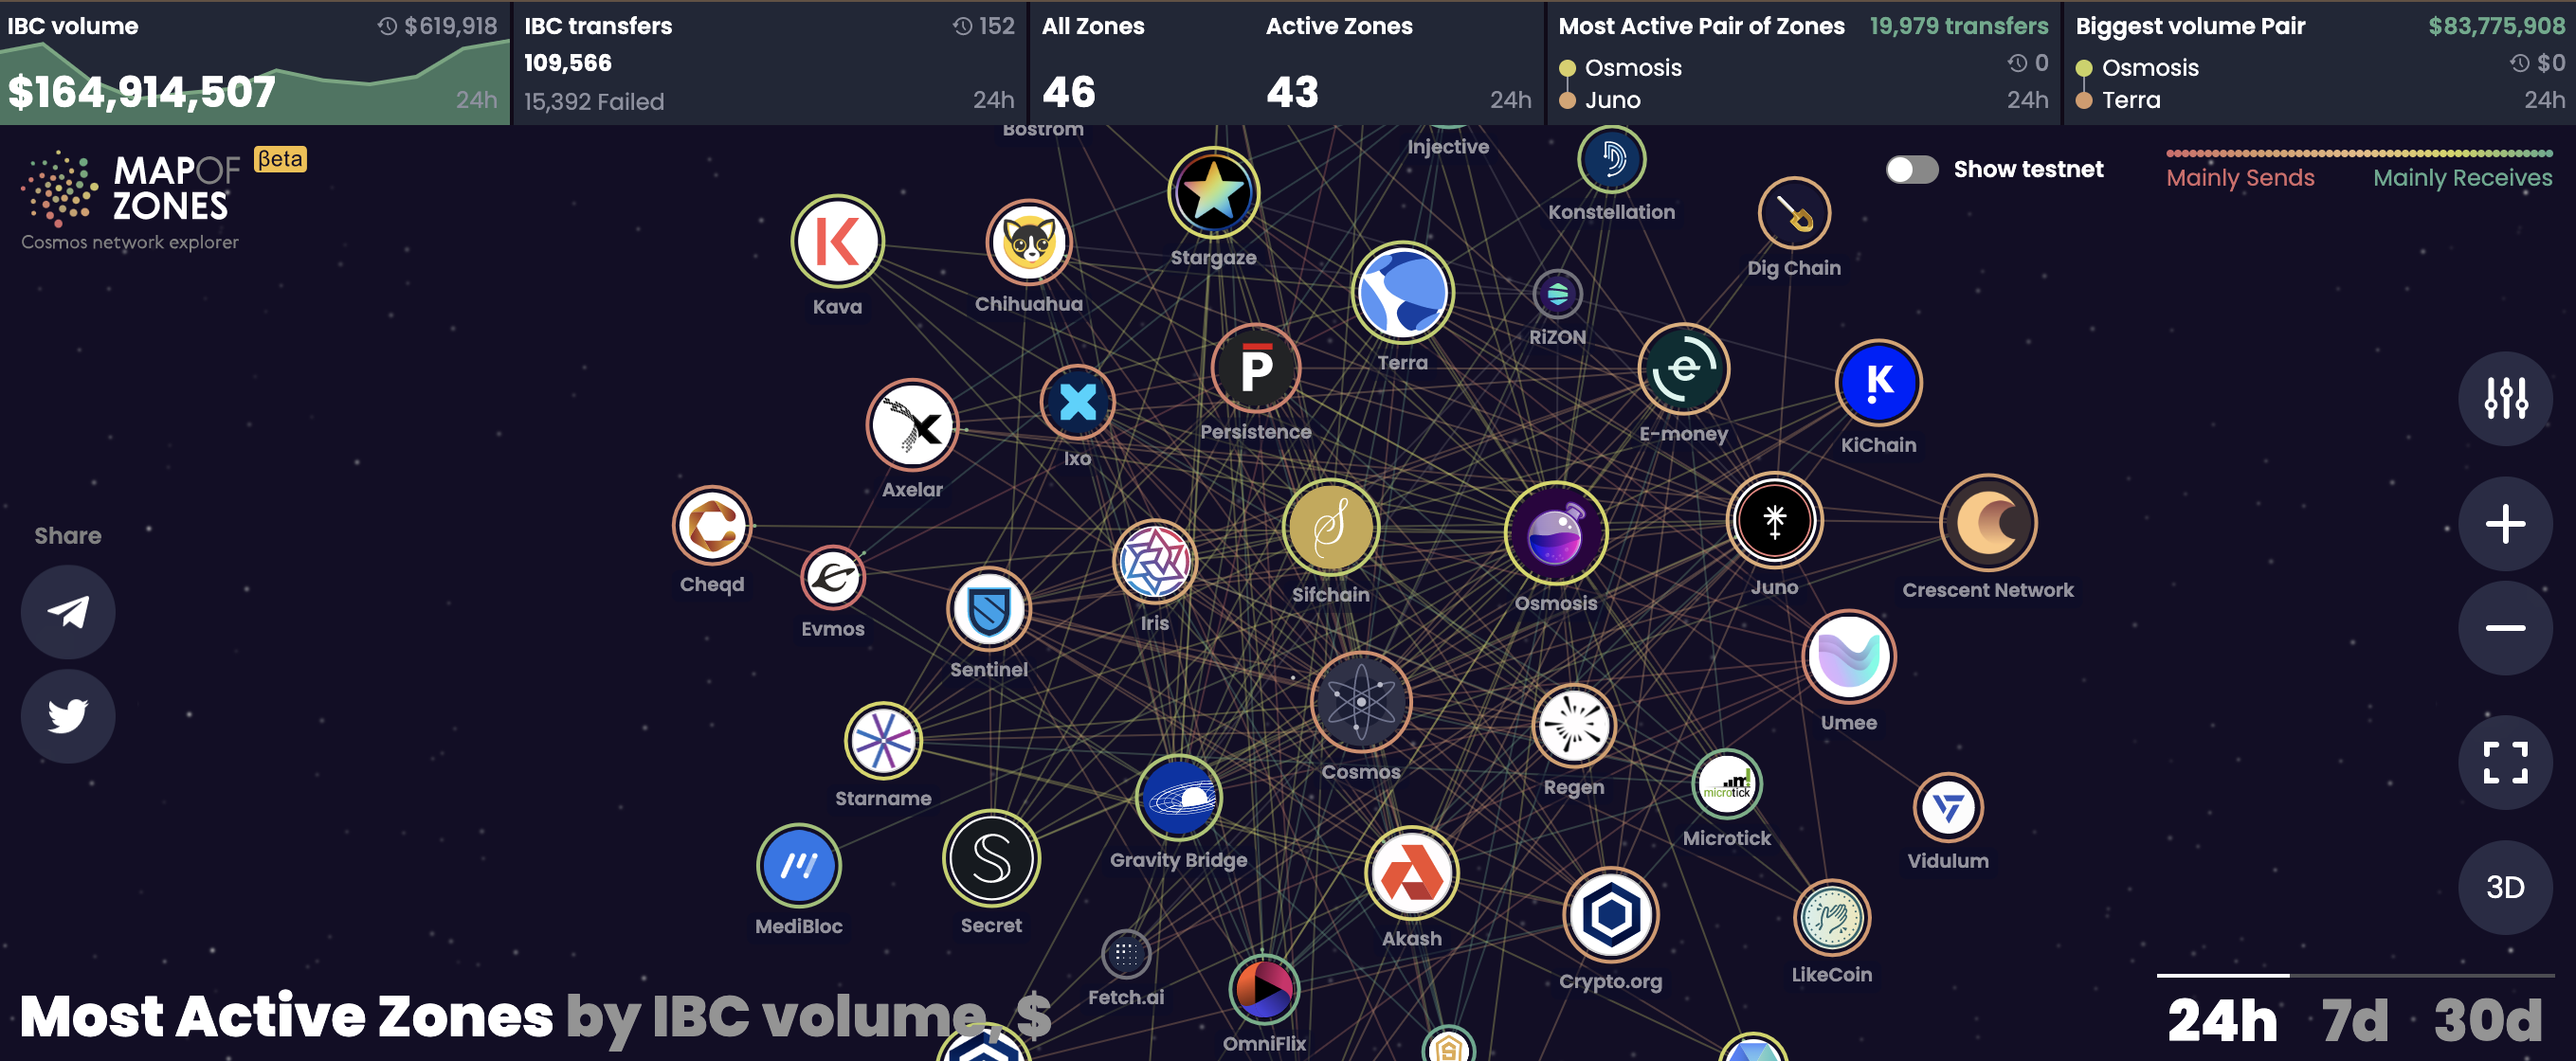 IBC volume
$619,918
$164,914,507
24h
IBC transfers
152
109,566
15,392 Failed
24h
All Zones
46
Active Zones
43
24h
Most Active Pair of Zones
19,979 transfers
Osmosis
0
Juno
24h
Biggest volume Pair
$83,775,908
Osmosis
$0
Terra
24h
MAPOF
ZONES
βeta
Cosmos network explorer
Show testnet
Mainly Sends
Mainly Receives
Bostrom
Injective
Konstellation
Stargaze
Dig Chain
Kava
Chihuahua
RiZON
Terra
Persistence
E-money
KiChain
Ixo
Axelar
Cheqd
Evmos
Iris
Sifchain
Osmosis
Juno
Crescent Network
Sentinel
Umee
Starname
Cosmos
Regen
microtick
Microtick
Vidulum
MediBloc
Secret
Gravity Bridge
Akash
Crypto.org
LikeCoin
Fetch.ai
OmniFlix
Share
3D
Most Active Zones by IBC volume, $
24h
7d
30d